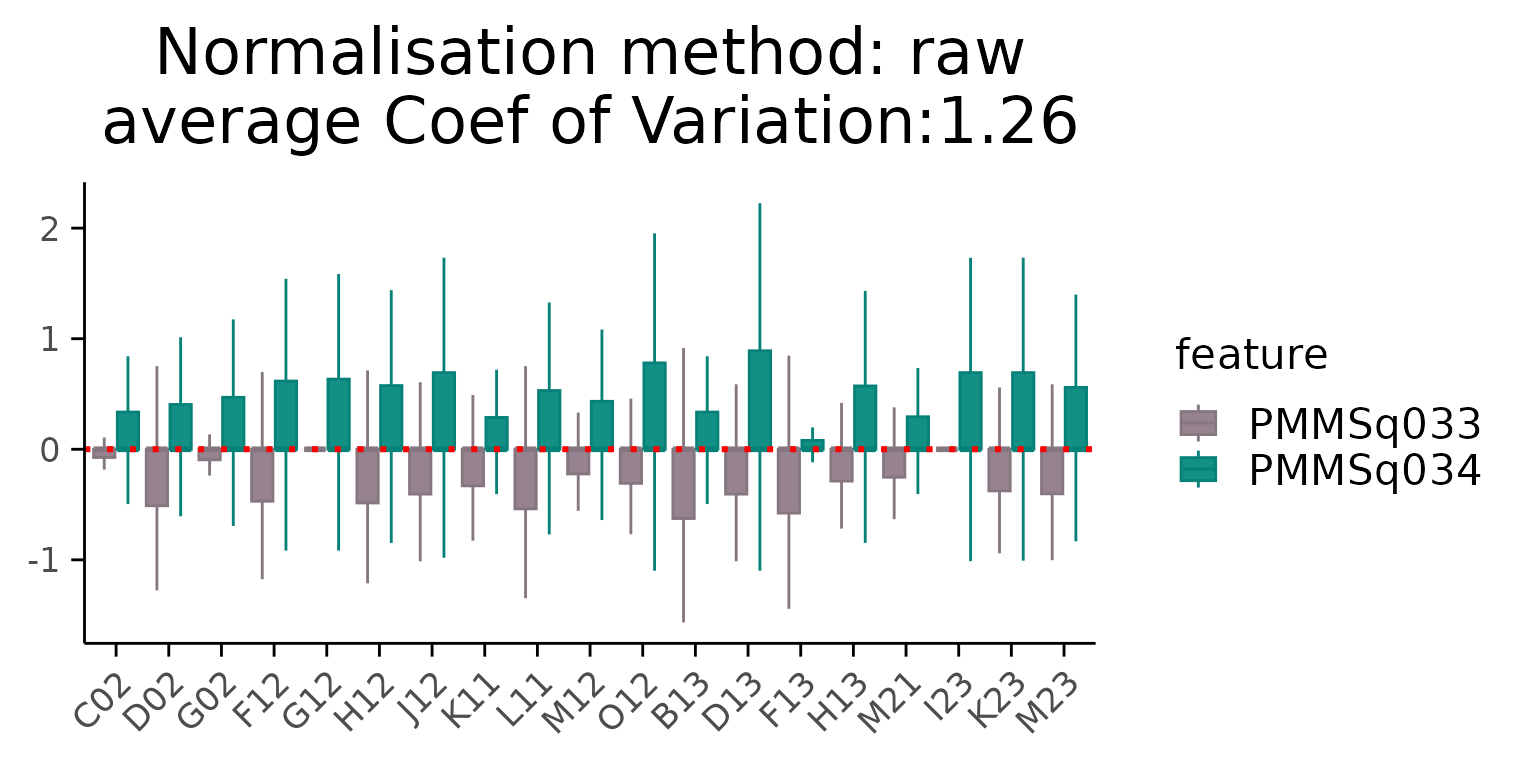 Normalisation method: raw
average Coef of Variation:1.26
2
1
0
-1
C02 D02 G02 F12 G12 H12 J12 K11 L11 M12 O12 B13 D13 F13 H13 M21 I23 K23 M23
feature
PMMSq033
PMMSq034